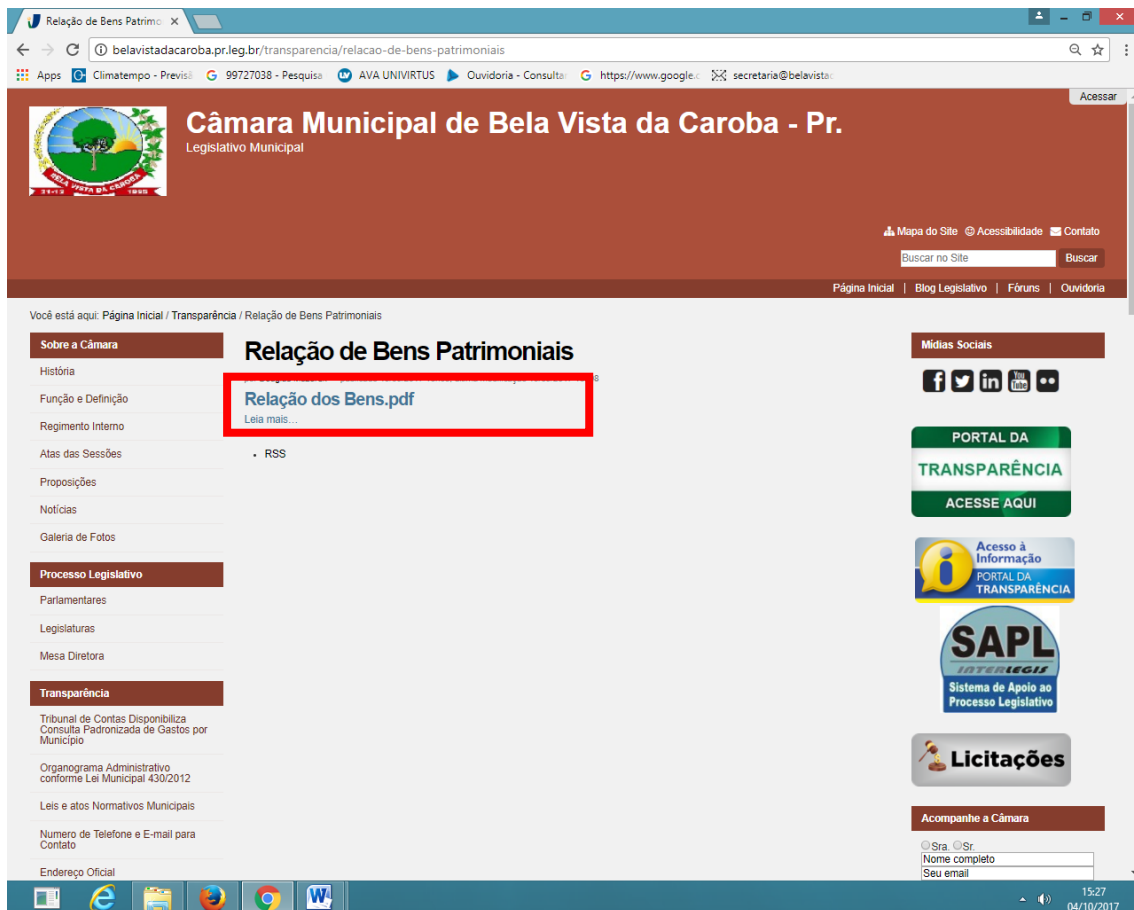 Relação de Bens Patrimo
belavistadacaroba.pr.leg.br/transparencia/relacao-de-bens-patrimoniais
Apps Climatempo - Previsã 99727038 - Pesquisa AVA UNIVIRTUS Ouvidoria - Consulta https://www.google.c secretaria@belavista
Acessar
Câmara Municipal de Bela Vista da Caroba - Pr.
Legislativo Municipal
BELA VISTA DA CAROBA
Mapa do Site Acessibilidade Contato
Buscar no Site Buscar
Página Inicial | Blog Legislativo | Fóruns | Ouvidoria
Você está aqui: Página Inicial / Transparência / Relação de Bens Patrimoniais
Sobre a Câmara
História
Função e Definição
Regimento Interno
Atas das Sessões
Proposições
Notícias
Galeria de Fotos
Processo Legislativo
Parlamentares
Legislaturas
Mesa Diretora
Transparência
Tribunal de Contas Disponibiliza
Consulta Padronizada de Gastos por
Município
Organograma Administrativo
conforme Lei Municipal 430/2012
Leis e atos Normativos Municipais
Numero de Telefone e E-mail para
Contato
Endereço Oficial
Relação de Bens Patrimoniais
Relação dos Bens.pdf
Leia mais…
• RSS
Mídias Sociais
You
Tube
PORTAL DA
TRANSPARÊNCIA
ACESSE AQUI
Acesso à
Informação
PORTAL DA
TRANSPARÊNCIA
SAPL
INTERLEGIS
Sistema de Apoio ao
Processo Legislativo
Licitações
Acompanhe a Câmara
Sra. Sr.
Nome completo
Seu email
15:27
04/10/2017